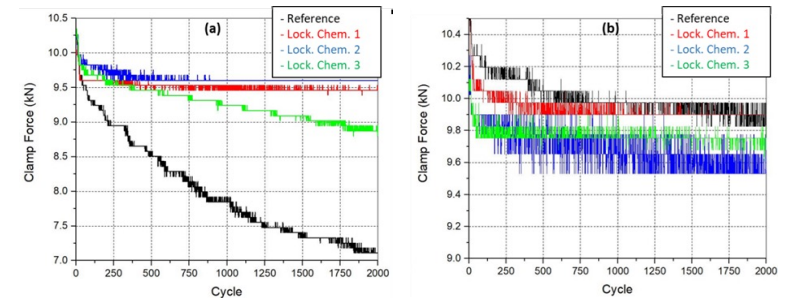 (a)
- Reference
- Lock. Chem. 1
- Lock. Chem. 2
- Lock. Chem. 3
Clamp Force (kN)
10.5
10.0
9.5
9.0
8.5
8.0
7.5
7.0
0 250 500 750 1000 1250 1500 1750 2000
Cycle
(b)
- Reference
- Lock. Chem. 1
- Lock. Chem. 2
- Lock. Chem. 3
Clamp Force (kN)
10.4
10.2
10.0
9.8
9.6
9.4
9.2
9.0
0 250 500 750 1000 1250 1500 1750 2000
Cycle